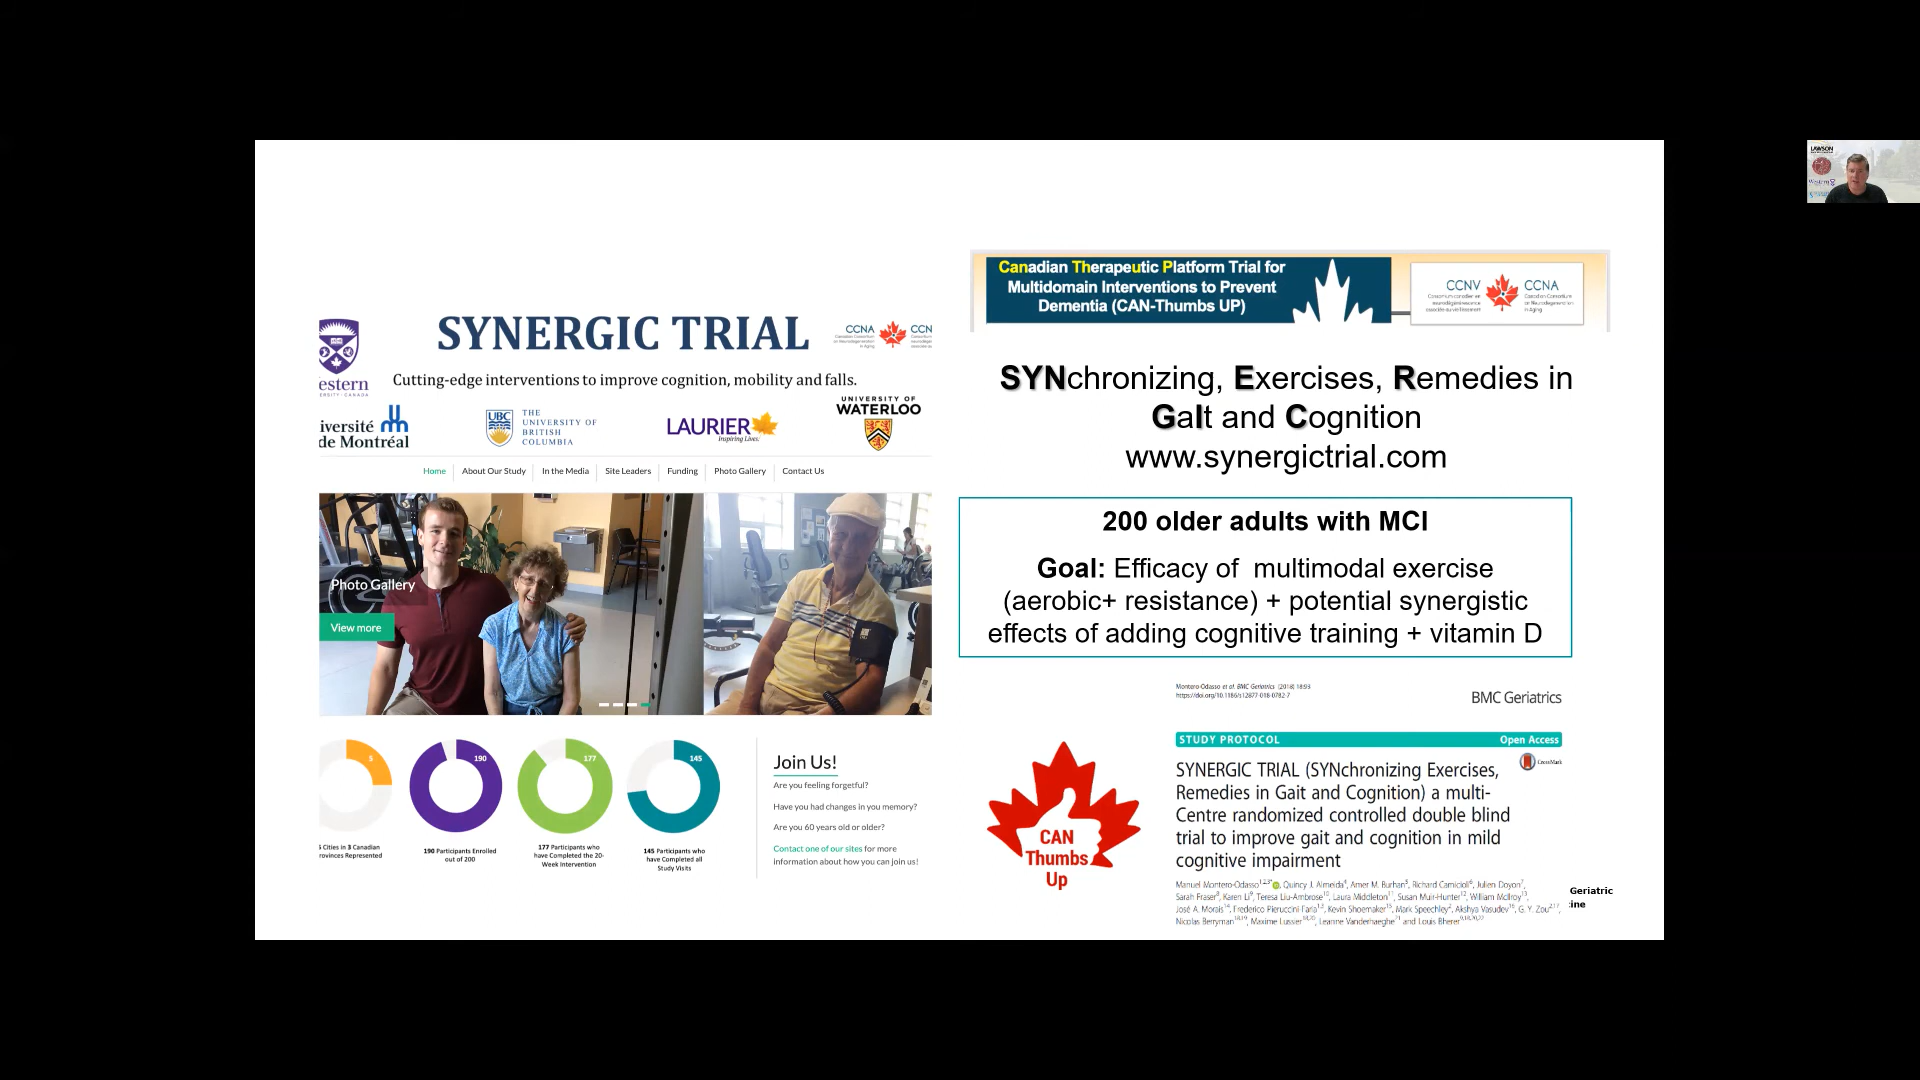 SYNERGIC TRIAL
Cutting-edge interventions to improve cognition, mobility and falls.
CCNA
CCN
estern
iversité
de Montréal
UBC
THE
UNIVERSITY OF
BRITISH
COLUMBIA
LAURIER
Inspiring Lives.
UNIVERSITY OF
WATERLOO
Home
About Our Study
In the Media
Site Leaders
Funding
Photo Gallery
Contact Us
Photo Gallery
View more
5
190
177
145
Cities in 3 Canadian
rovinces Represented
190 Participants Enrolled
out of 200
177 Participants who
have Completed the 20-
Week Intervention
145 Participants who
have Completed all
Study Visits
Join Us!
Are you feeling forgetful?
Have you had changes in you memory?
Are you 60 years old or older?
Contact one of our sites for more
information about how you can join us!
Canadian Therapeutic Platform Trial for
Multidomain Interventions to Prevent
Dementia (CAN-Thumbs UP)
CCNV
CCNA
SYNchronizing, Exercises, Remedies in
GaIt and Cognition
www.synergictrial.com
200 older adults with MCI
Goal: Efficacy of multimodal exercise
(aerobic+ resistance) + potential synergistic
effects of adding cognitive training + vitamin D
Montero-Odasso et al. BMC Geriatrics (2018) 18:93
https://doi.org/10.1186/s12877-018-0782-7
BMC Geriatrics
STUDY PROTOCOL
Open Access
CrossMark
SYNERGIC TRIAL (SYNchronizing Exercises,
Remedies in Gait and Cognition) a multi-
Centre randomized controlled double blind
trial to improve gait and cognition in mild
cognitive impairment
Manuel Montero-Odasso, Quincy J. Almeida, Amer M. Burhan, Richard Camicioli, Julien Doyon,
Sarah Fraser, Karen Li, Teresa Liu-Ambrose, Laura Middleton, Susan Muir-Hunter, William McIlroy,
José A. Morais, Frederico Pieruccini-Faria, Kevin Shoemaker, Mark Speechley, Akshya Vasudev, G. Y. Zou,
Nicolas Berryman, Maxime Lussier, Leanne Vanderhaeghe and Louis Bherer
CAN
Thumbs
Up
Geriatric
ine
LAWSON
Western